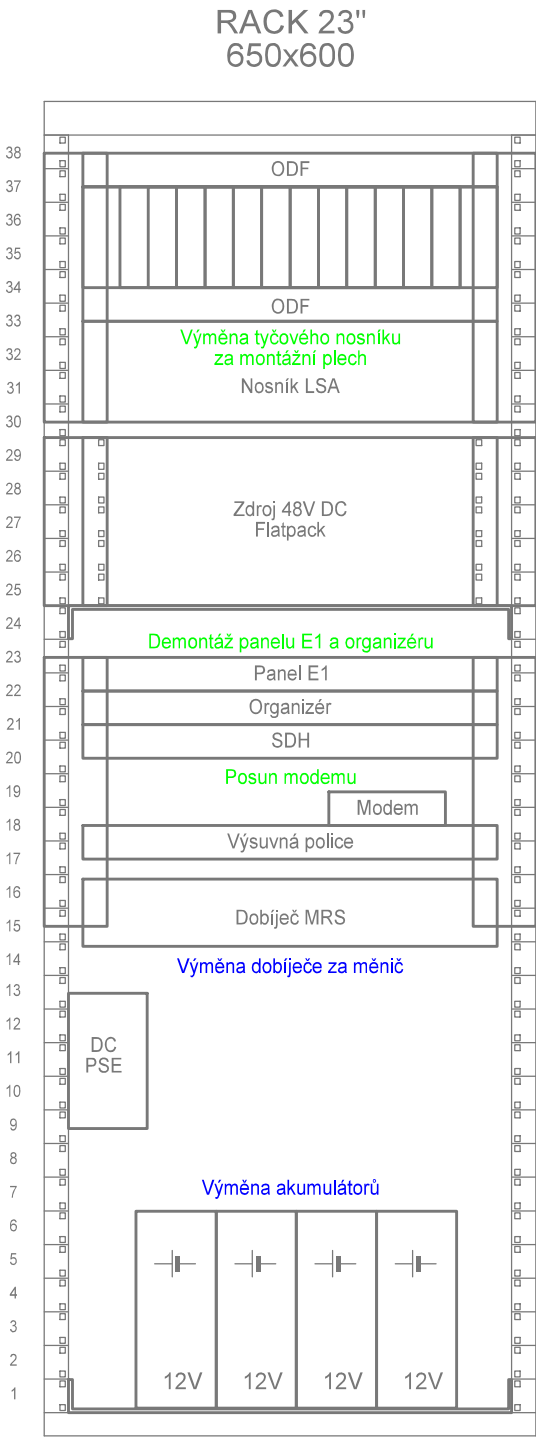 RACK 23"
650x600
38
ODF
37
36
35
34
ODF
33
Výměna tyčového nosníku
32
za montážní plech
31
Nosník LSA
30
29
28
Zdroj 48V DC
27
Flatpack
26
25
24
Demontáž panelu E1 a organizéru
23
Panel E1
22
Organizér
21
SDH
20
Posun modemu
19
Modem
18
Výsuvná police
17
16
Dobíječ MRS
15
14
Výměna dobíječe za měnič
13
12
DC
11
PSE
10
9
8
7
Výměna akumulátorů
6
5
4
3
2
12V 12V 12V 12V
1